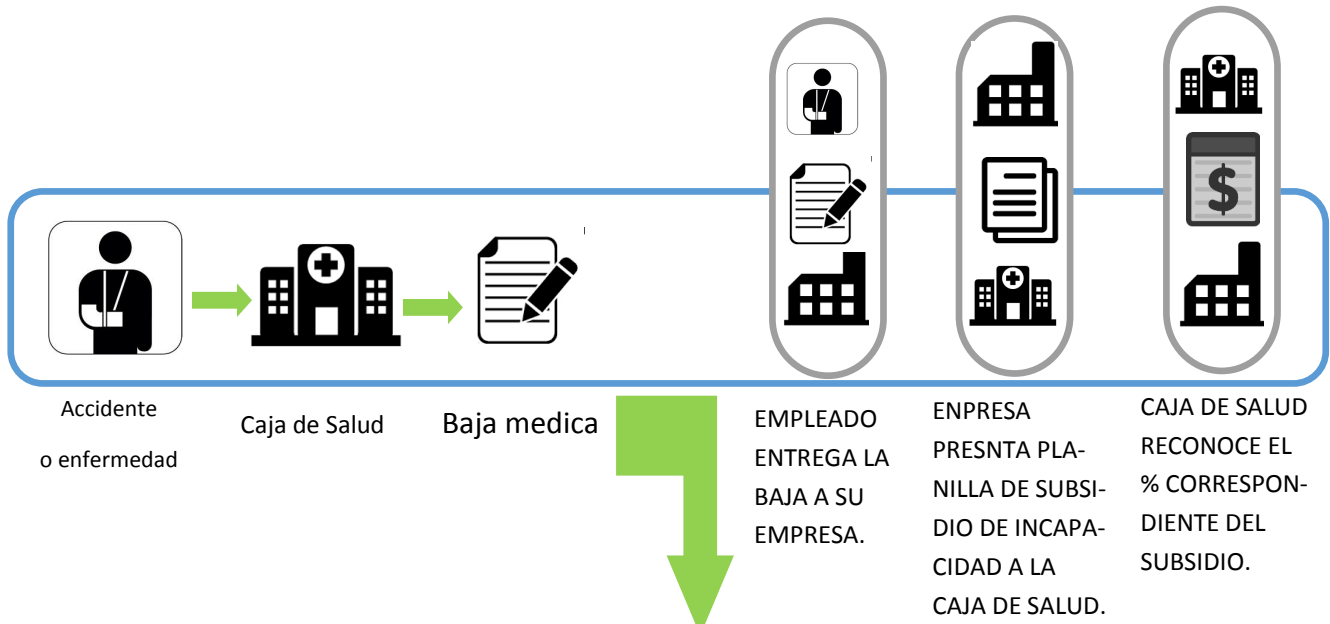 Accidente
o enfermedad
Caja de Salud
Baja medica
EMPLEADO
ENTREGA LA
BAJA A SU
EMPRESA.
ENPRESA
PRESNTA PLA-
NILLA DE SUBSI-
DIO DE INCAPA-
CIDAD A LA
CAJA DE SALUD.
CAJA DE SALUD
RECONOCE EL
% CORRESPON-
DIENTE DEL
SUBSIDIO.
$